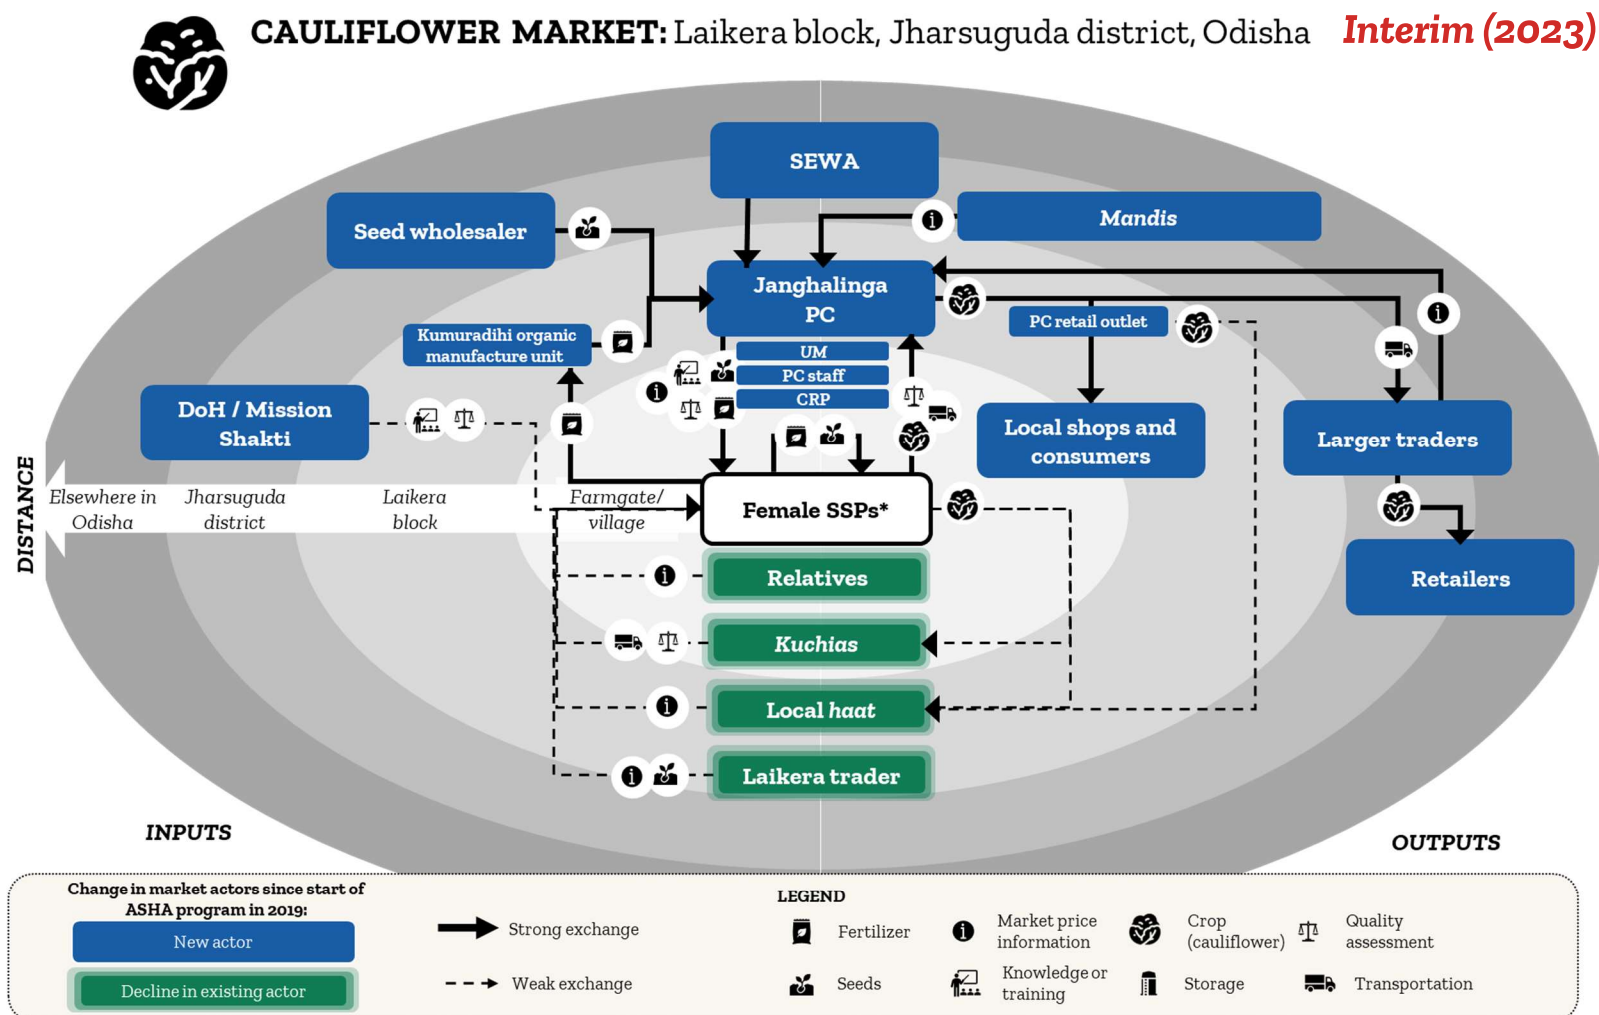 CAULIFLOWER MARKET: Laikera block, Jharsuguda district, Odisha
Interim (2023)
SEWA
Seed wholesaler
Mandis
Janghalinga
PC
PC retail outlet
Kumuradihi organic
manufacture unit
UM
PC staff
CRP
DoH / Mission
Shakti
Local shops and
consumers
Larger traders
DISTANCE
Elsewhere in
Odisha
Jharsuguda
district
Laikera
block
Farmgate/
village
Female SSPs*
Relatives
Retailers
Kuchias
Local haat
Laikera trader
INPUTS
OUTPUTS
Change in market actors since start of
ASHA program in 2019:
New actor
Decline in existing actor
Strong exchange
Weak exchange
LEGEND
Fertilizer
Seeds
Market price
information
Knowledge or
training
Crop
(cauliflower)
Storage
Quality
assessment
Transportation